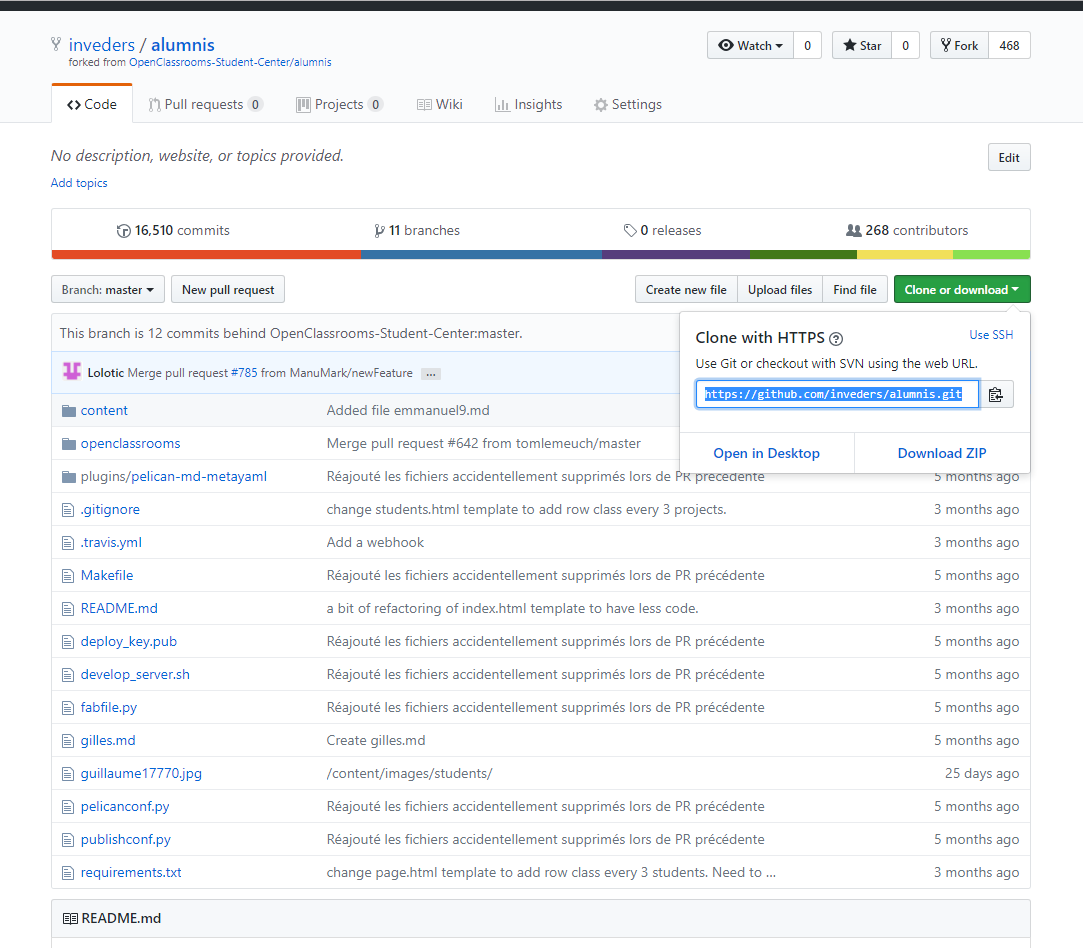 inveders / alumnis
Watch 0 Star 0 Fork 468
forked from OpenClassrooms-Student-Center/alumnis
Code Pull requests 0 Projects 0 Wiki Insights Settings
No description, website, or topics provided.
Edit
Add topics
16,510 commits 11 branches 0 releases 268 contributors
Branch: master New pull request Create new file Upload files Find file Clone or download
This branch is 12 commits behind OpenClassrooms-Student-Center:master.
Clone with HTTPS ? Use SSH
Use Git or checkout with SVN using the web URL.
https://github.com/inveders/alumnis.git
Open in Desktop Download ZIP
Lolotic Merge pull request #785 from ManuMark/newFeature ...
content Added file emmanuel9.md
openclassrooms Merge pull request #642 from tomlemeuch/master
plugins/pelican-md-metayaml Réajouté les fichiers accidentellement supprimés lors de PR précédente 5 months ago
.gitignore change students.html template to add row class every 3 projects. 3 months ago
.travis.yml Add a webhook 3 months ago
Makefile Réajouté les fichiers accidentellement supprimés lors de PR précédente 5 months ago
README.md a bit of refactoring of index.html template to have less code. 3 months ago
deploy_key.pub Réajouté les fichiers accidentellement supprimés lors de PR précédente 5 months ago
develop_server.sh Réajouté les fichiers accidentellement supprimés lors de PR précédente 5 months ago
fabfile.py Réajouté les fichiers accidentellement supprimés lors de PR précédente 5 months ago
gilles.md Create gilles.md 5 months ago
guillaume17770.jpg /content/images/students/ 25 days ago
pelicanconf.py Réajouté les fichiers accidentellement supprimés lors de PR précédente 5 months ago
publishconf.py Réajouté les fichiers accidentellement supprimés lors de PR précédente 5 months ago
requirements.txt change page.html template to add row class every 3 students. Need to ... 3 months ago
README.md